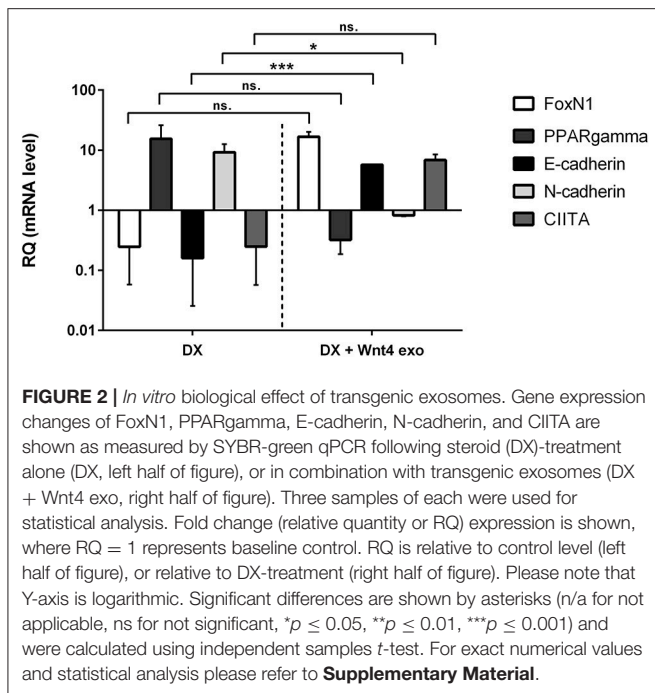 ns.
*
***
ns.
ns.
100
10
1
0.1
0.01
RQ (mRNA level)
DX
DX + Wnt4 exo
FoxN1
PPARgamma
E-cadherin
N-cadherin
CIITA
FIGURE 2 | In vitro biological effect of transgenic exosomes. Gene expression
changes of FoxN1, PPARgamma, E-cadherin, N-cadherin, and CIITA are
shown as measured by SYBR-green qPCR following steroid (DX)-treatment
alone (DX, left half of figure), or in combination with transgenic exosomes (DX
+ Wnt4 exo, right half of figure). Three samples of each were used for
statistical analysis. Fold change (relative quantity or RQ) expression is shown,
where RQ = 1 represents baseline control. RQ is relative to control level (left
half of figure), or relative to DX-treatment (right half of figure). Please note that
Y-axis is logarithmic. Significant differences are shown by asterisks (n/a for not
applicable, ns for not significant, *p ≤ 0.05, **p ≤ 0.01, ***p ≤ 0.001) and
were calculated using independent samples t-test. For exact numerical values
and statistical analysis please refer to Supplementary Material.